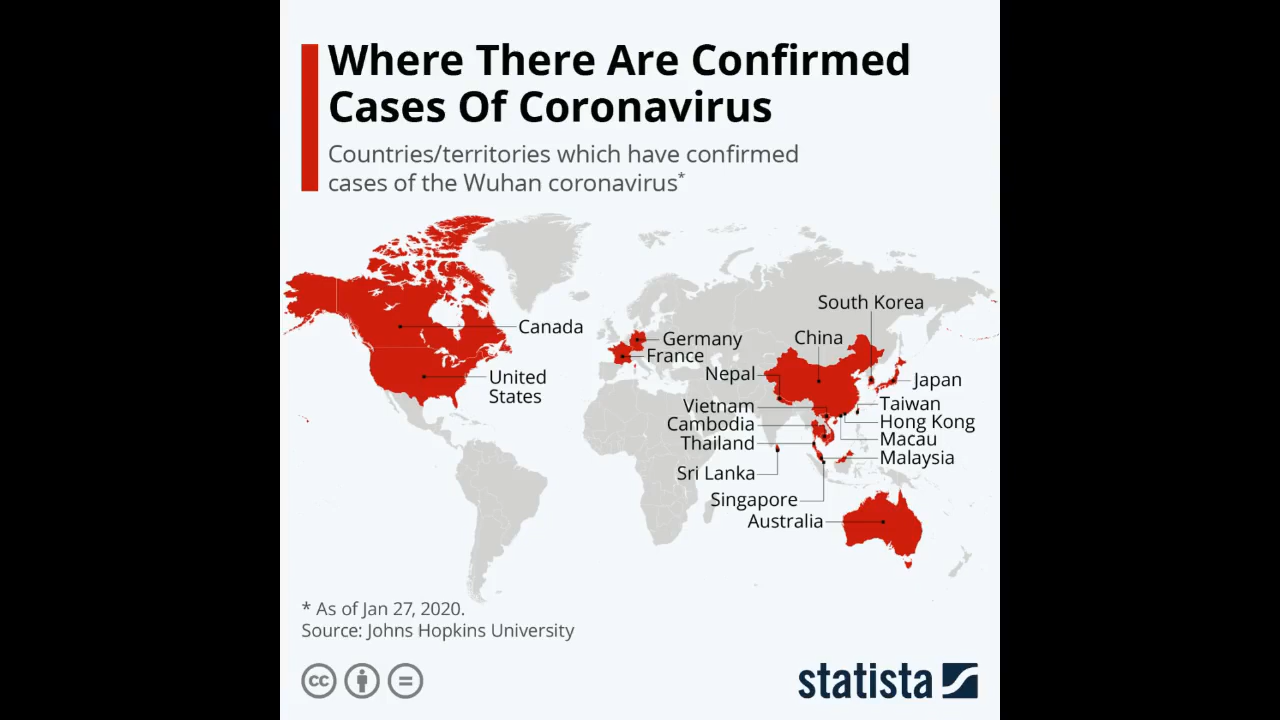 Where There Are Confirmed
Cases Of Coronavirus
Countries/territories which have confirmed
cases of the Wuhan coronavirus*
South Korea
Canada
China
Germany
France
Nepal
United
States
Japan
Vietnam
Taiwan
Cambodia
Hong Kong
Thailand
Macau
Malaysia
Sri Lanka
Singapore
Australia
* As of Jan 27, 2020.
Source: Johns Hopkins University
cc
statista